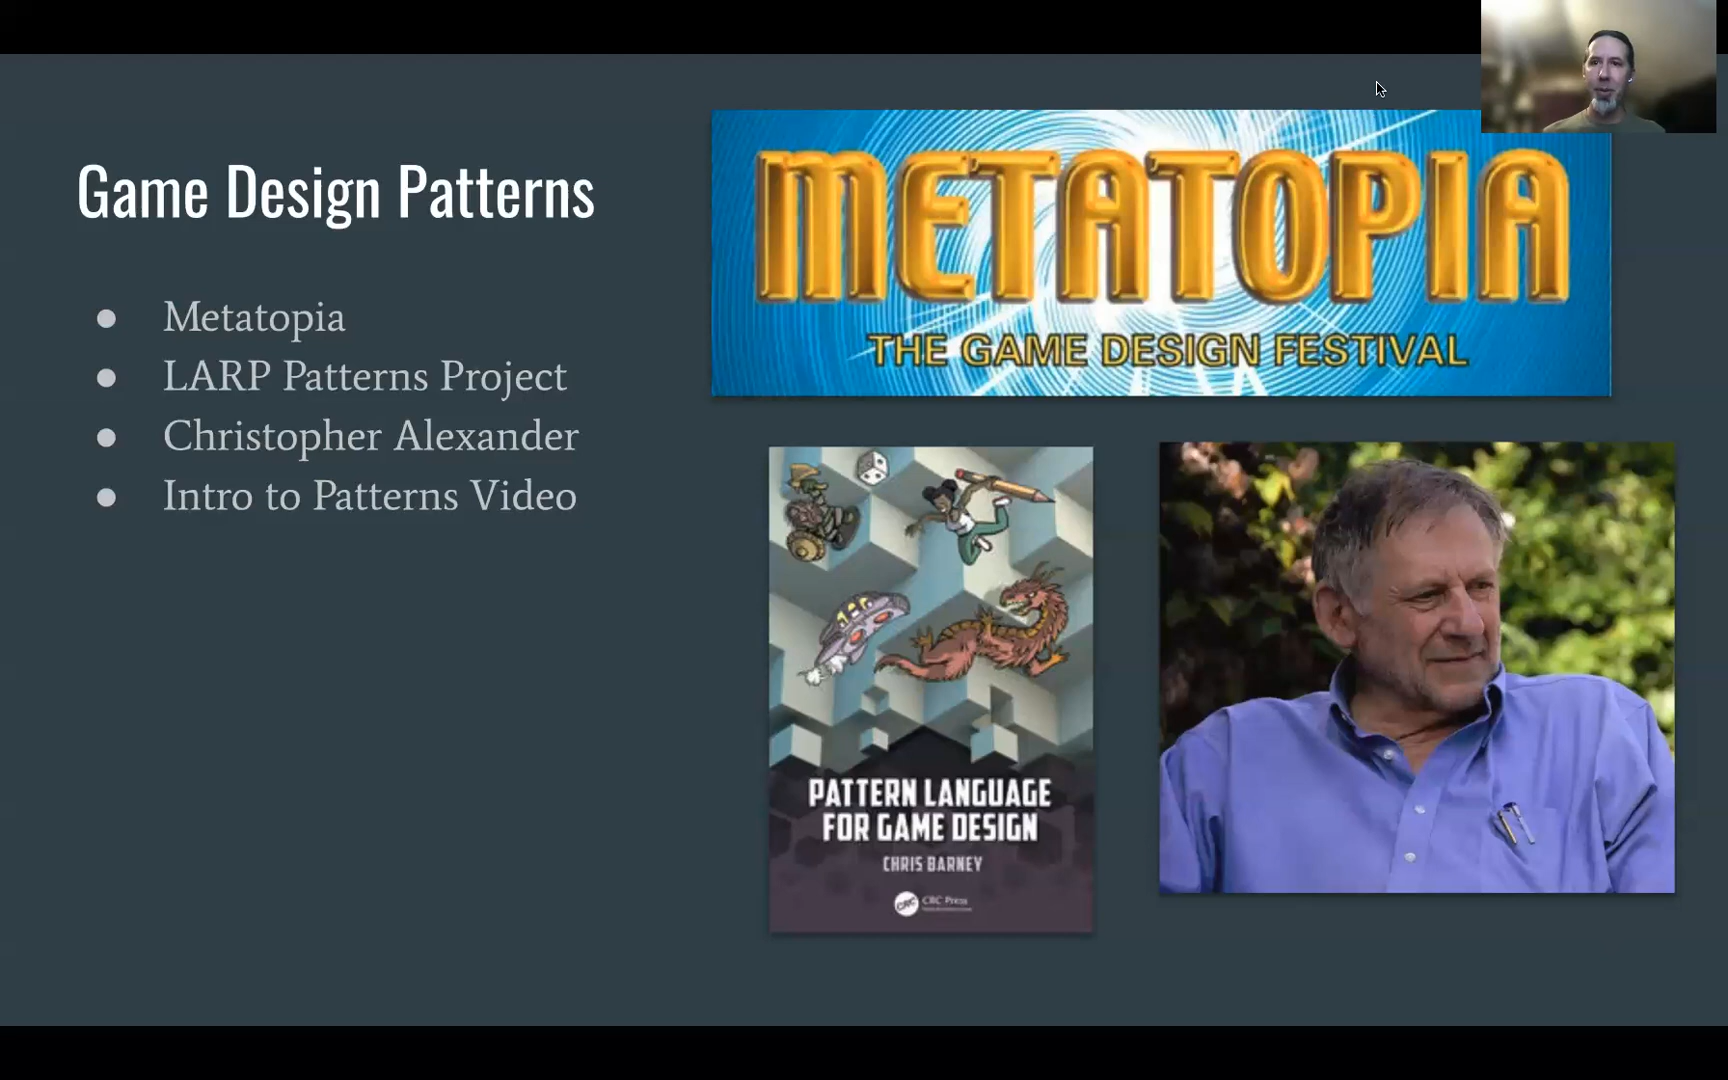 Game Design Patterns
Metatopia
LARP Patterns Project
Christopher Alexander
Intro to Patterns Video
METATOPIA
THE GAME DESIGN FESTIVAL
PATTERN LANGUAGE
FOR GAME DESIGN
CHRIS BARNEY
CRC
CRC Press